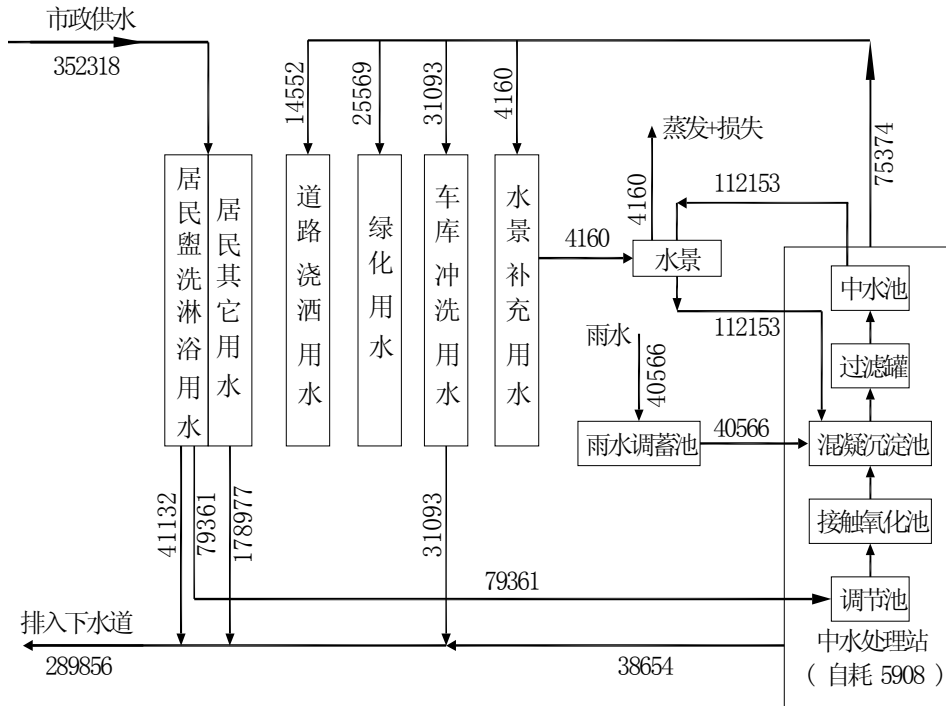 市政供水
352318
14552
25569
31093
4160
75374
蒸发+损失
4160
112153
居民盥洗淋浴用水
居民其它用水
道路浇洒用水
绿化用水
车库冲洗用水
水景补充用水
4160
水景
112153
中水池
过滤罐
雨水
40566
雨水调蓄池
40566
混凝沉淀池
接触氧化池
41132
79361
178977
31093
79361
调节池
排入下水道
289856
38654
中水处理站
( 自耗 5908 )